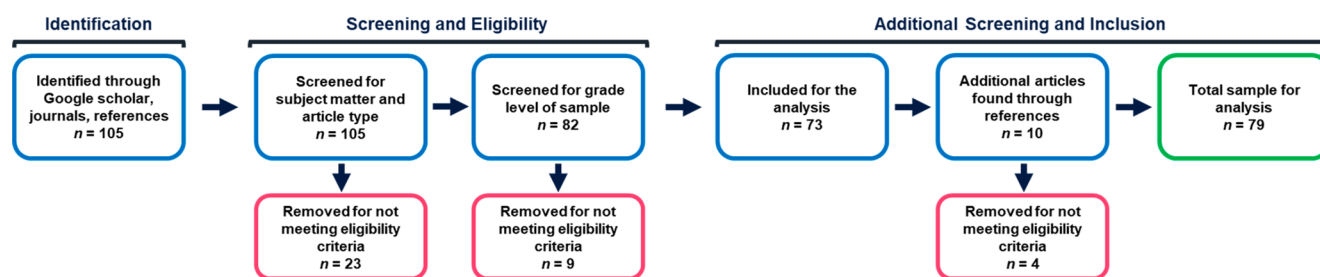 Identification
Screening and Eligibility
Additional Screening and Inclusion
Identified through
Google scholar,
journals, references
n = 105
Screened for
subject matter and
article type
n = 105
Screened for grade
level of sample
n = 82
Included for the
analysis
n = 73
Additional articles
found through
references
n = 10
Total sample for
analysis
n = 79
Removed for not
meeting eligibility
criteria
n = 23
Removed for not
meeting eligibility
criteria
n = 9
Removed for not
meeting eligibility
criteria
n = 4